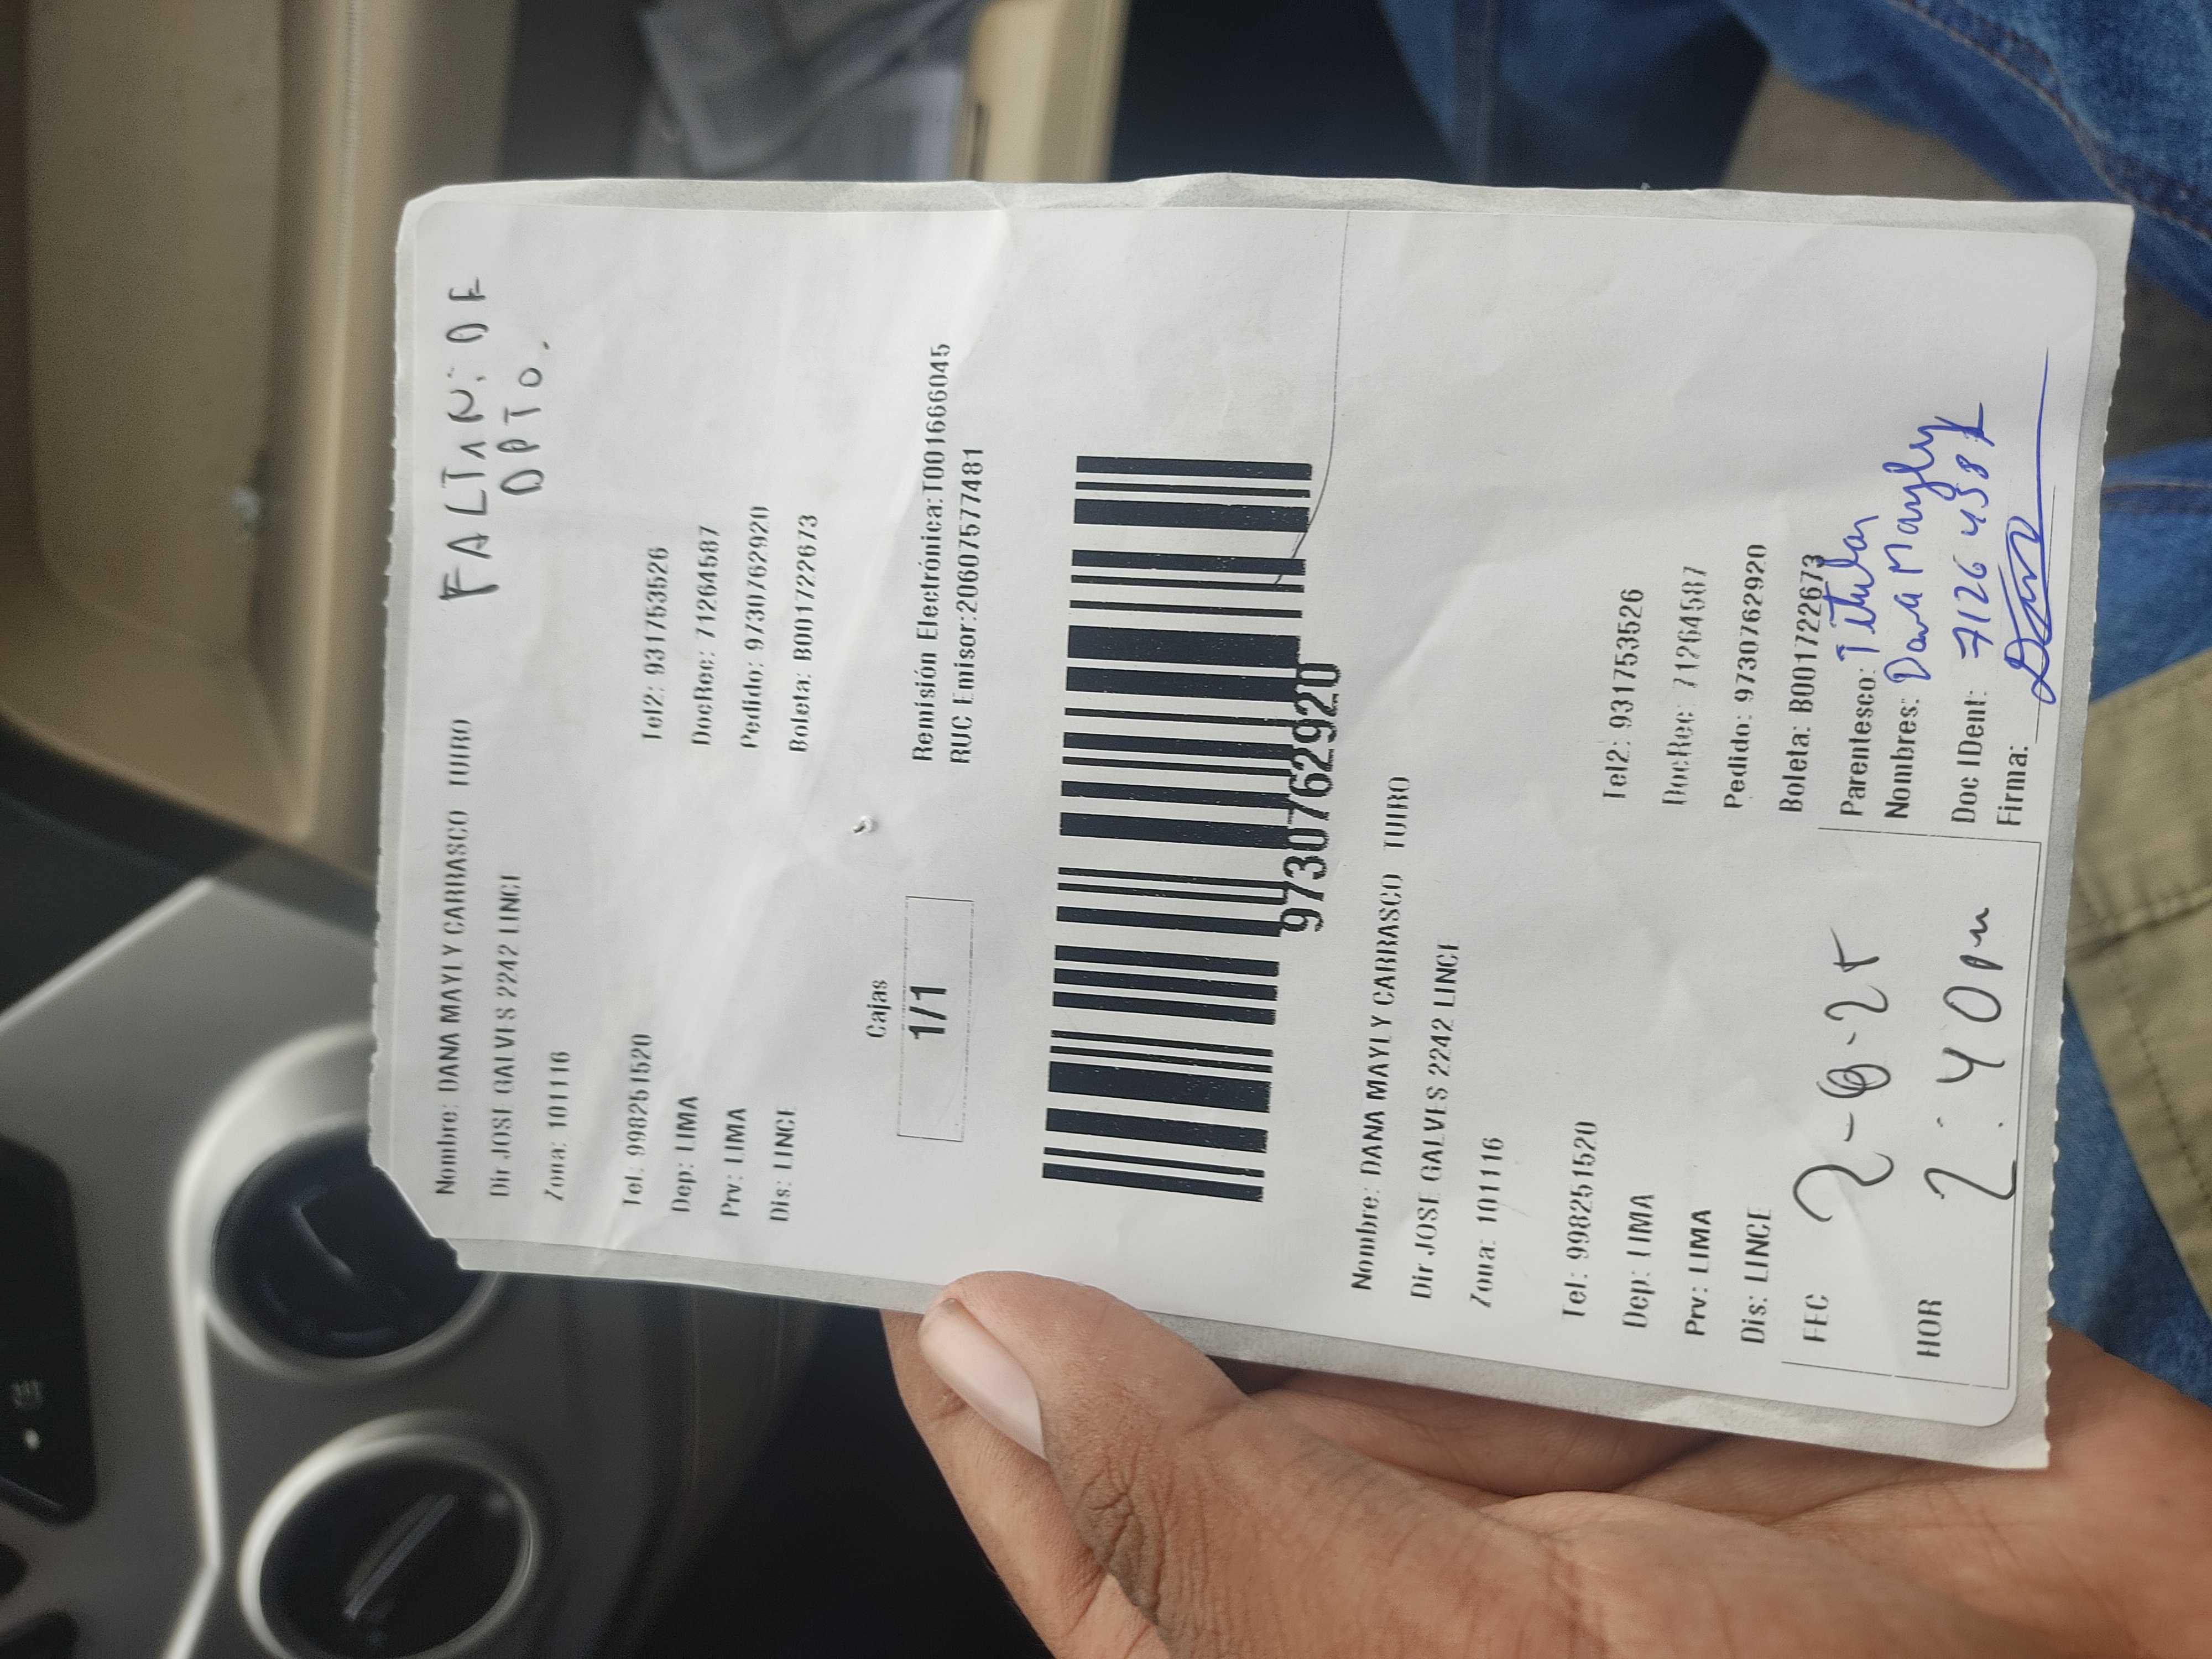 FALTA N° DE
DPTO.
Nombre: DANA MAYLY CARRASCO TUIRO
Dir JOSE GALVES 2242 LINCE
Zona: 101116
Tel: 998251520
Tel2: 931753526
Dep: LIMA
DocRec: 71264587
Prv: LIMA
Pedido: 9730762920
Dis: LINCE
Boleta: B001722673
Cajas
1/1
Remisión Electrónica:T001666045
RUC Emisor:20607577481
9730762920
Nombre: DANA MAYLY CARRASCO TUIRO
Dir JOSE GALVES 2242 LINCE
Zona: 101116
Tel: 998251520
Tel2: 931753526
Dep: LIMA
DocRec: 71264587
Prv: LIMA
Pedido: 9730762920
Dis: LINCE
Boleta: B001722673
FEC
Parentesco: Titular
Nombres: Dana Mayly
HOR 2:40 pm
Doc IDent: 71264587
Firma: